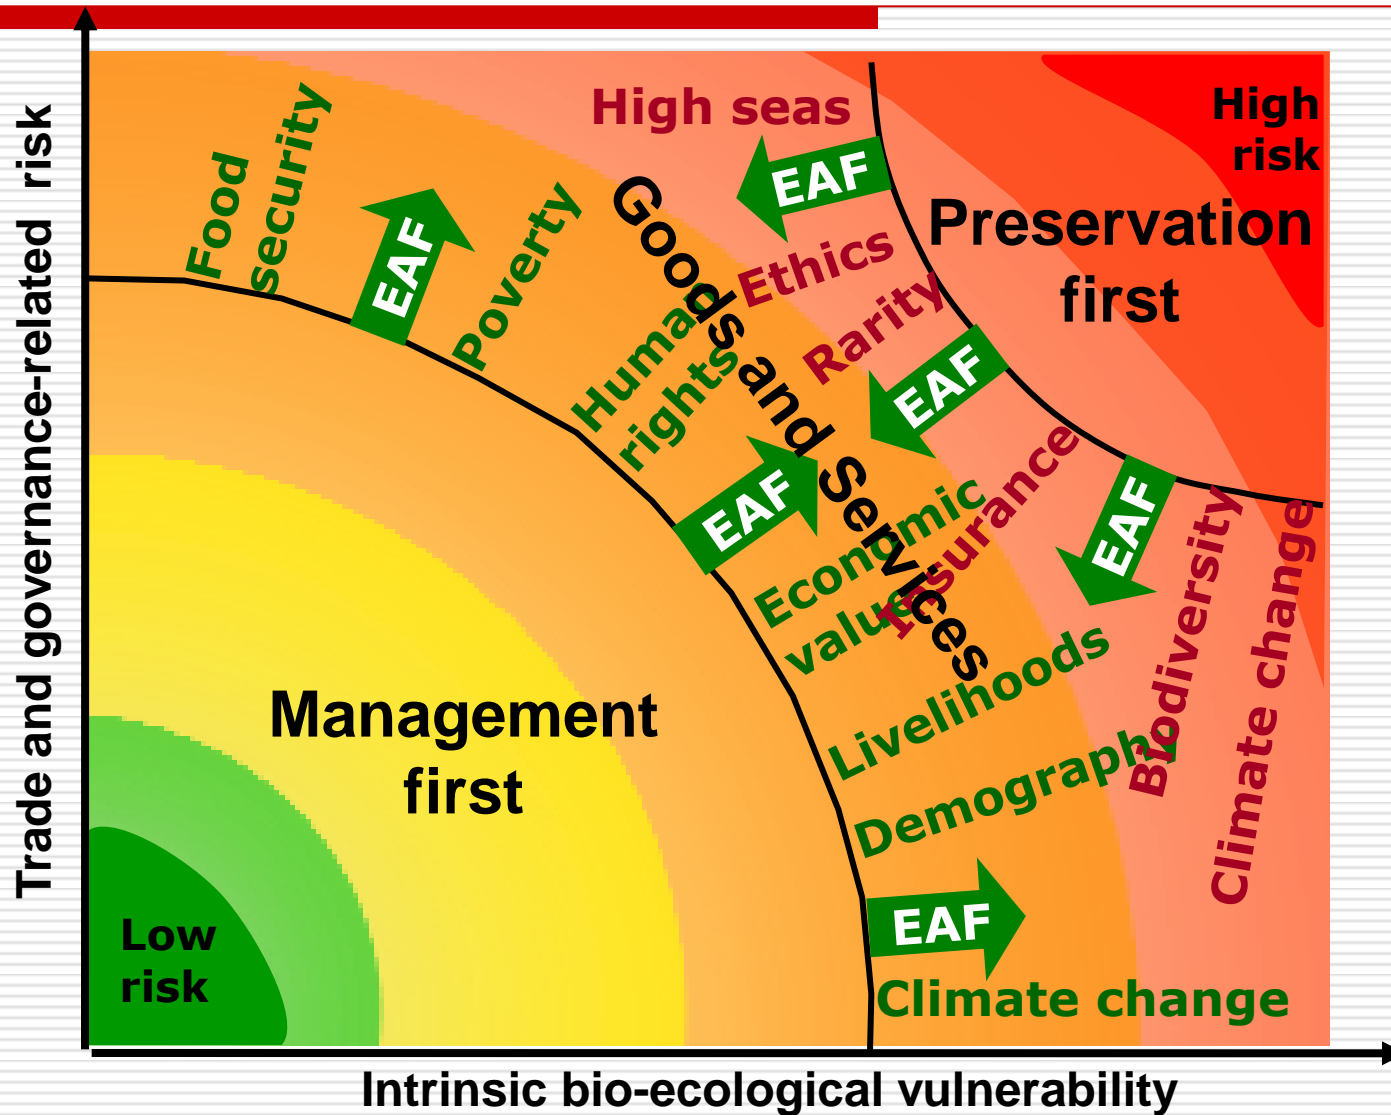 Trade and governance-related risk
High seas
High
risk
Food
security
EAF
EAF
Preservation
first
Poverty
Goods and Services
Ethics
Rarity
Human
rights
EAF
EAF
Economic
value
Insurance
EAF
Biodiversity
Climate change
Livelihoods
Management
first
Low
risk
EAF
Climate change
Intrinsic bio-ecological vulnerability